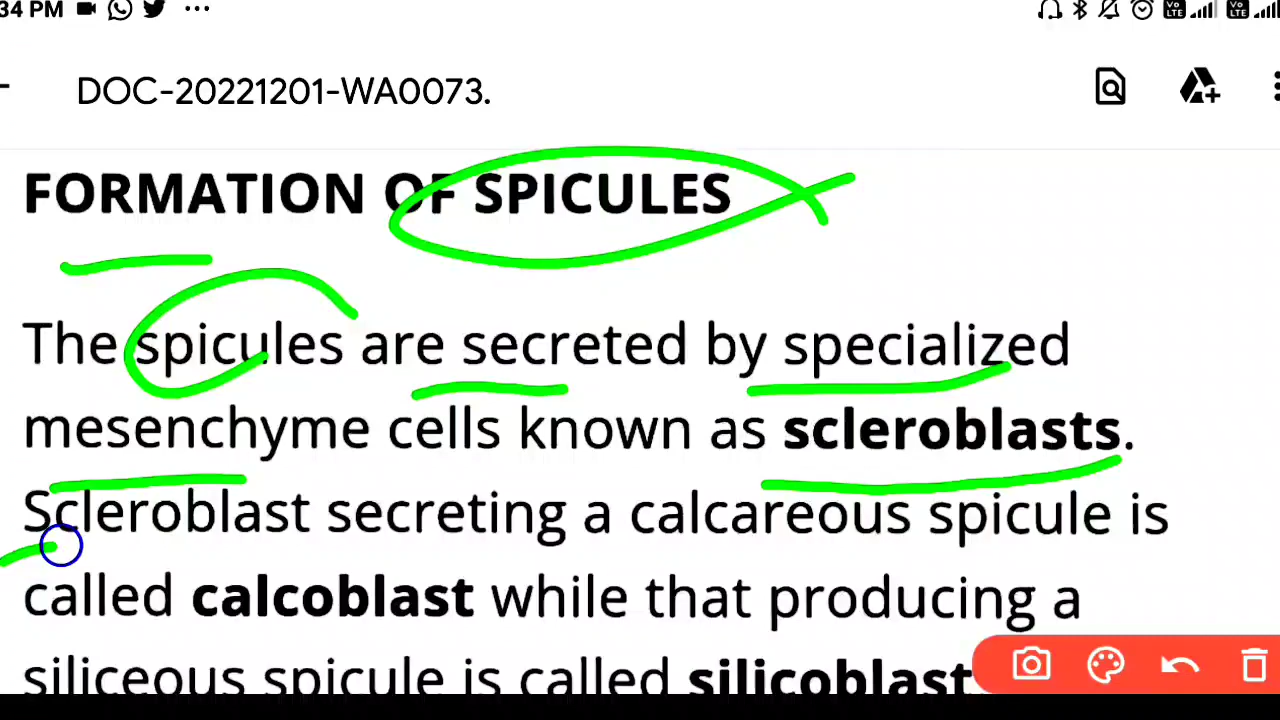 34 PM
DOC-20221201-WA0073.
FORMATION OF SPICULES
The spicules are secreted by specialized
mesenchyme cells known as scleroblasts.
Scleroblast secreting a calcareous spicule is
called calcoblast while that producing a
siliceous spicule is called silicoblast